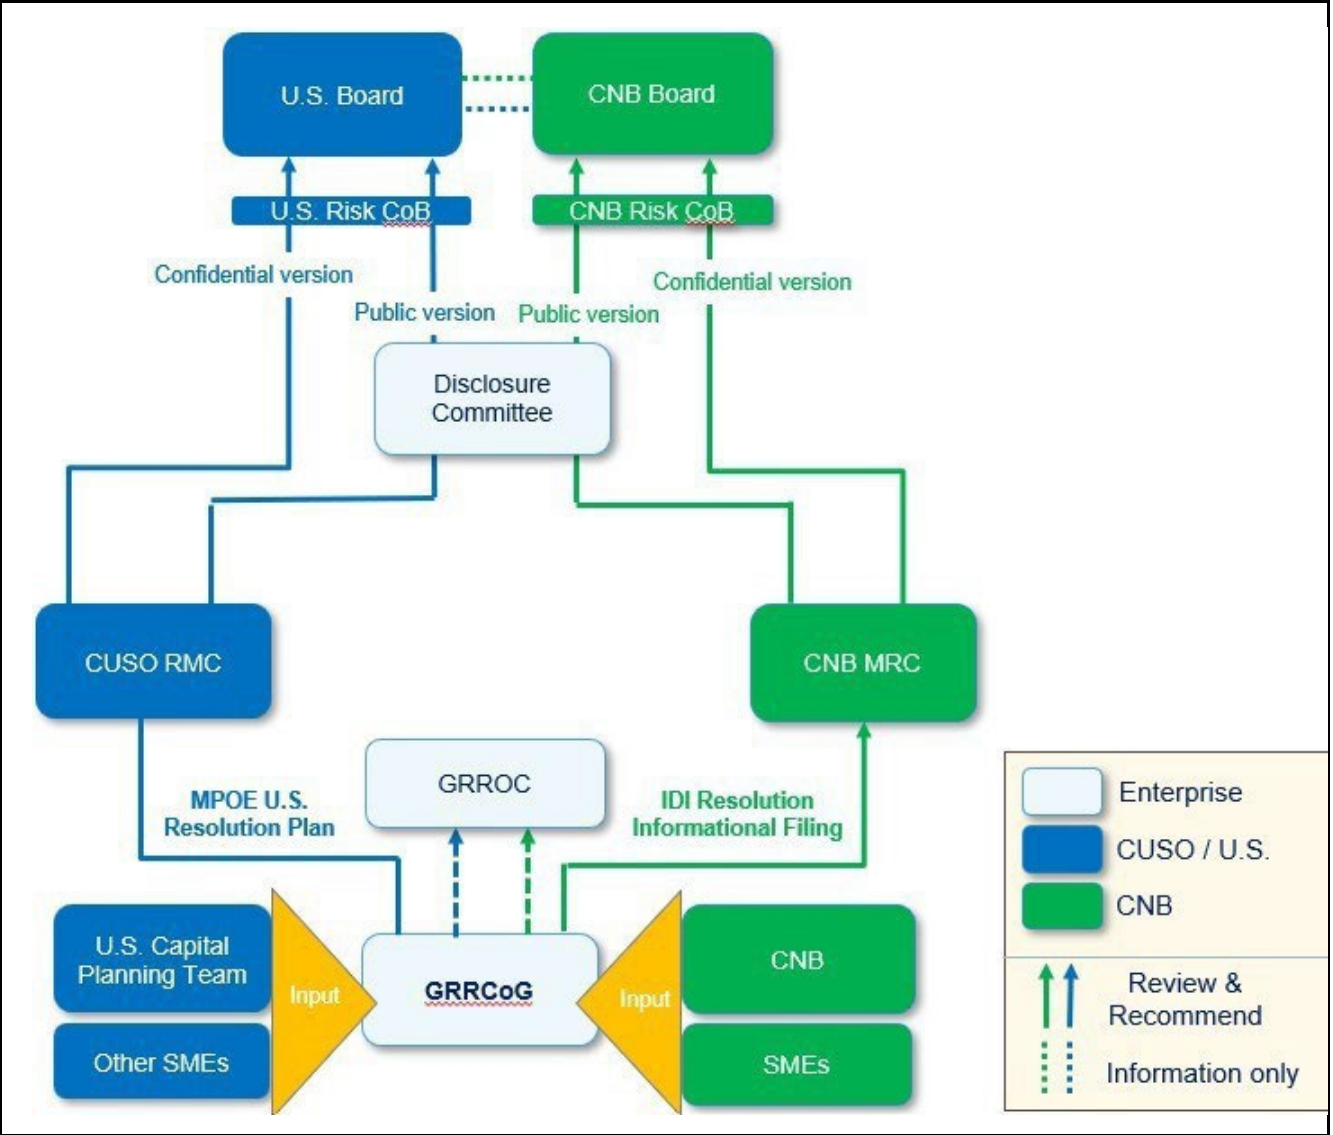 U.S. Board
CNB Board
U.S. Risk CoB
CNB Risk CoB
Confidential version
Confidential version
Public version
Public version
Disclosure
Committee
CUSO RMC
CNB MRC
GRROC
MPOE U.S.
Resolution Plan
IDI Resolution
Informational Filing
U.S. Capital
Planning Team
Other SMEs
Input
GRRCoG
Input
CNB
SMEs
Enterprise
CUSO / U.S.
CNB
Review &
Recommend
Information only